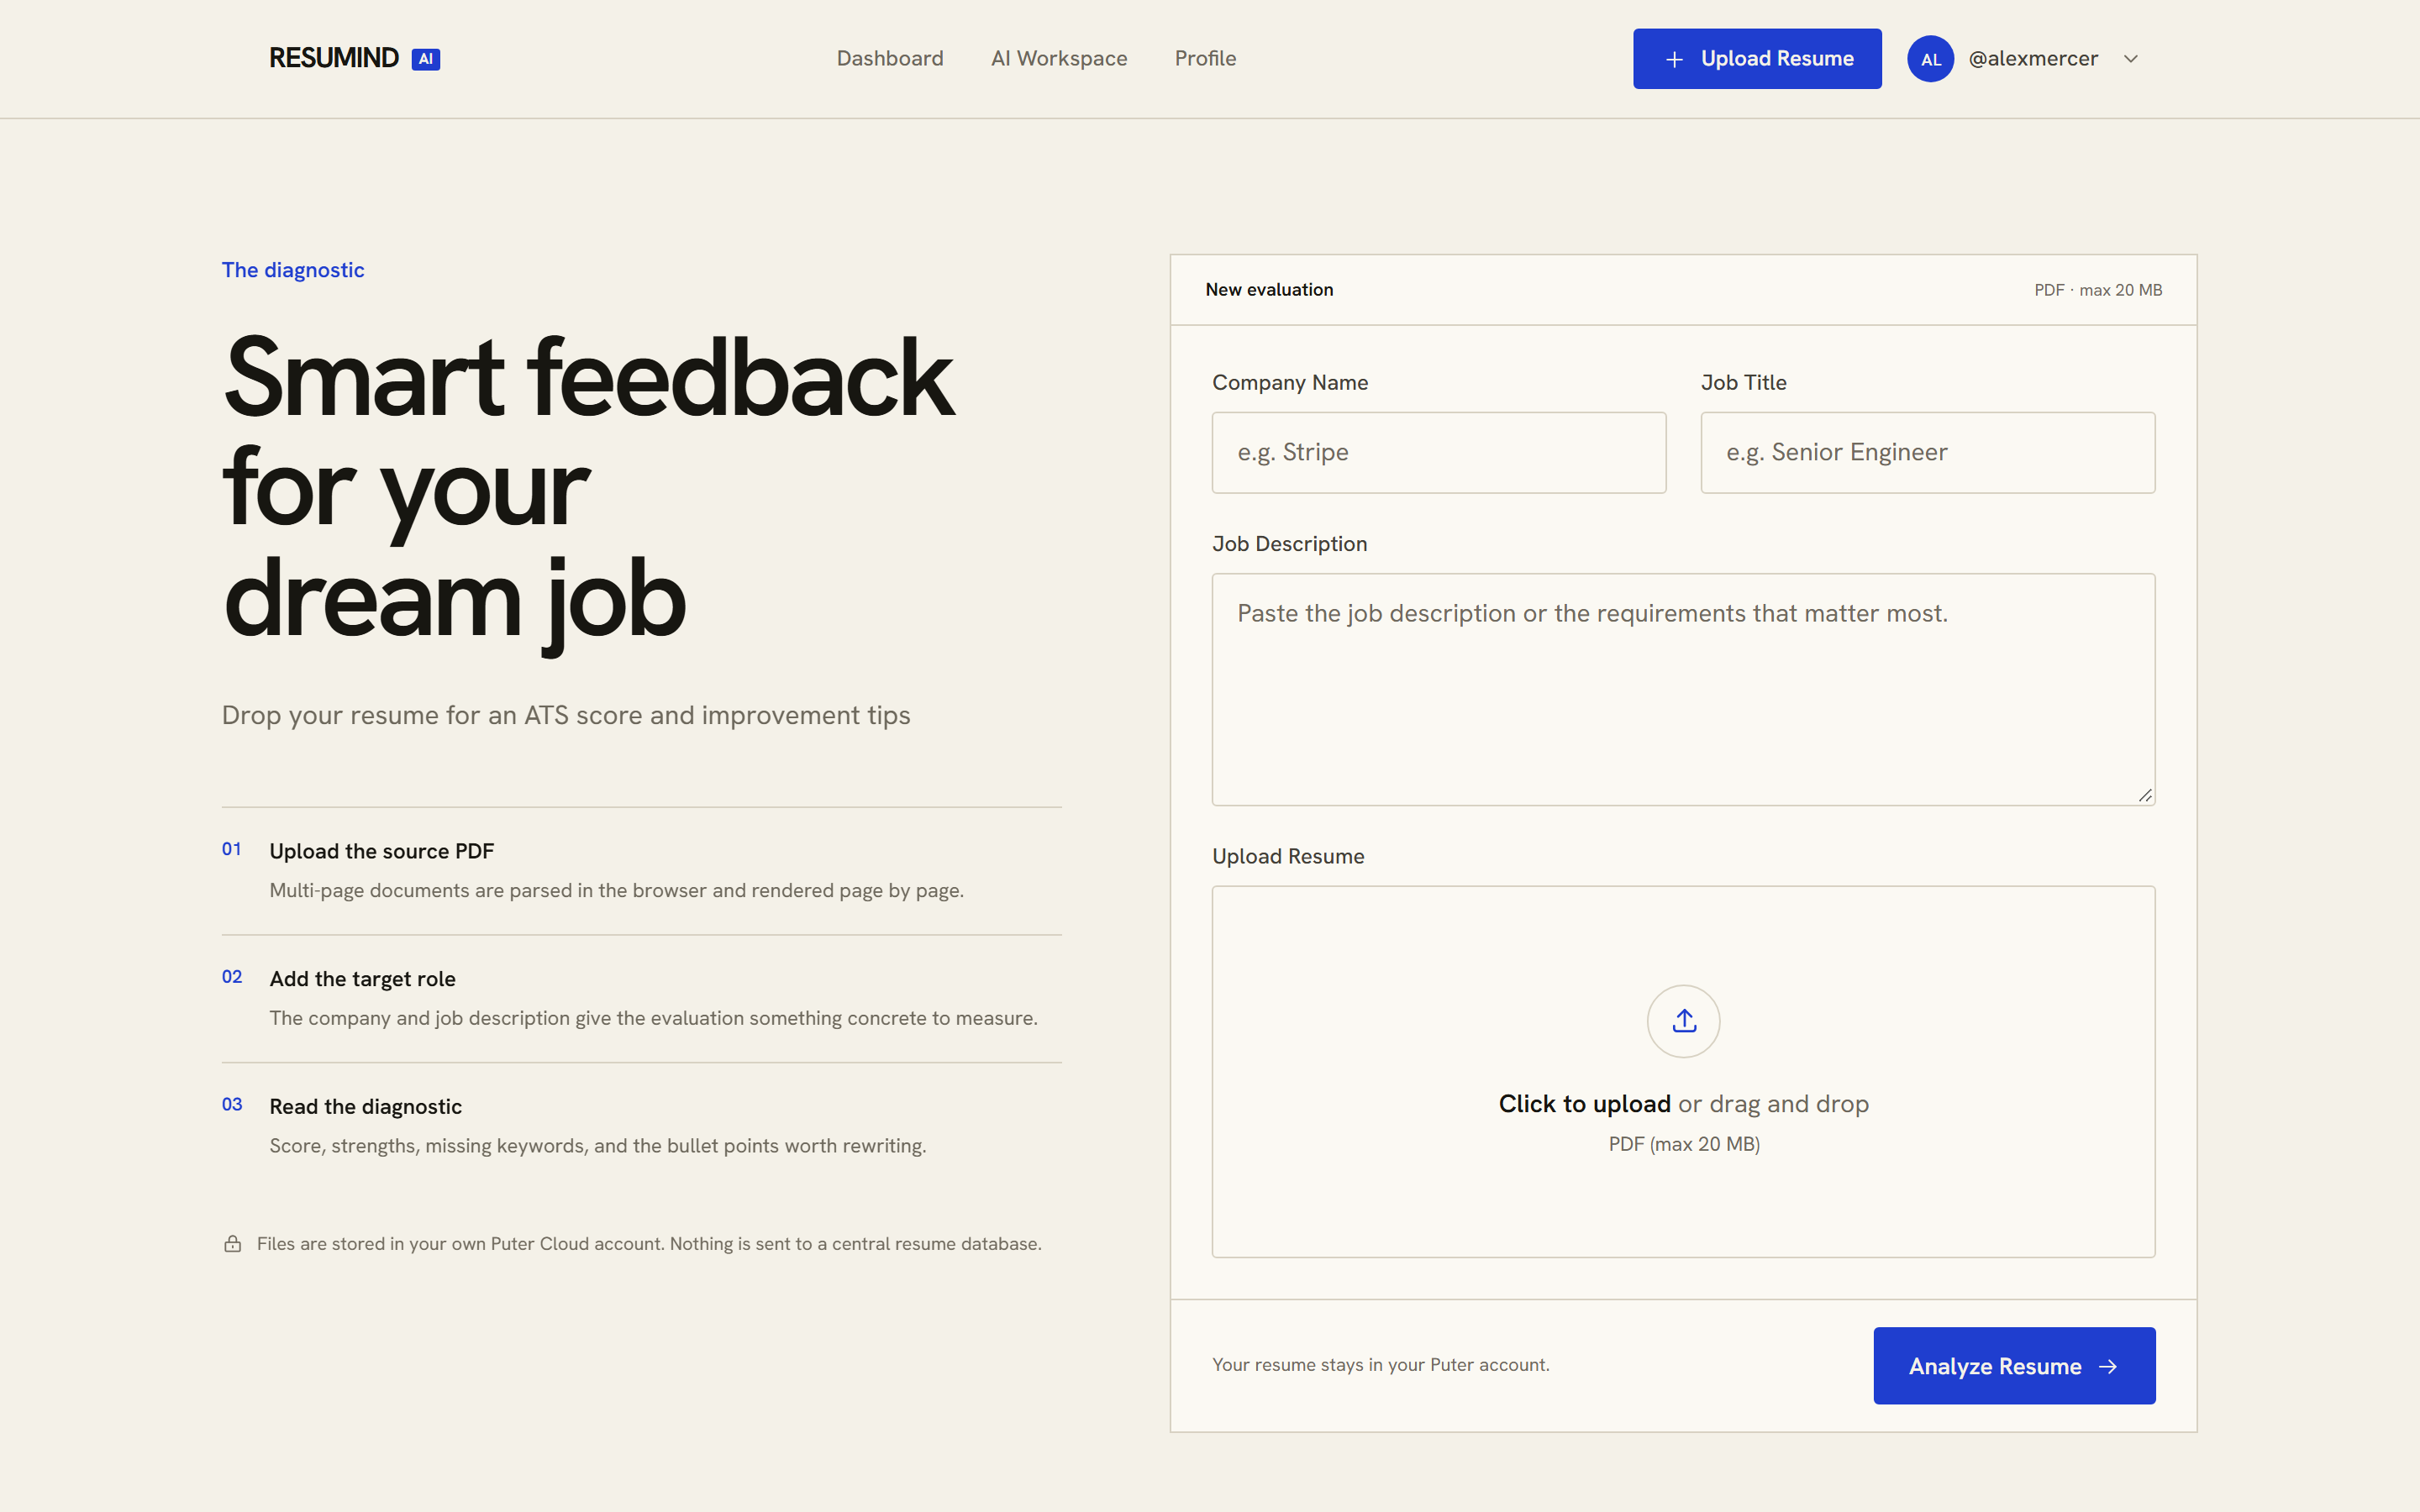 RESUMIND AI
Dashboard
AI Workspace
Profile
Upload Resume
AL
@alexmercer
The diagnostic
Smart feedback
for your
dream job
Drop your resume for an ATS score and improvement tips
01
Upload the source PDF
Multi-page documents are parsed in the browser and rendered page by page.
02
Add the target role
The company and job description give the evaluation something concrete to measure.
03
Read the diagnostic
Score, strengths, missing keywords, and the bullet points worth rewriting.
Files are stored in your own Puter Cloud account. Nothing is sent to a central resume database.
New evaluation
PDF · max 20 MB
Company Name
e.g. Stripe
Job Title
e.g. Senior Engineer
Job Description
Paste the job description or the requirements that matter most.
Upload Resume
Click to upload or drag and drop
PDF (max 20 MB)
Your resume stays in your Puter account.
Analyze Resume →